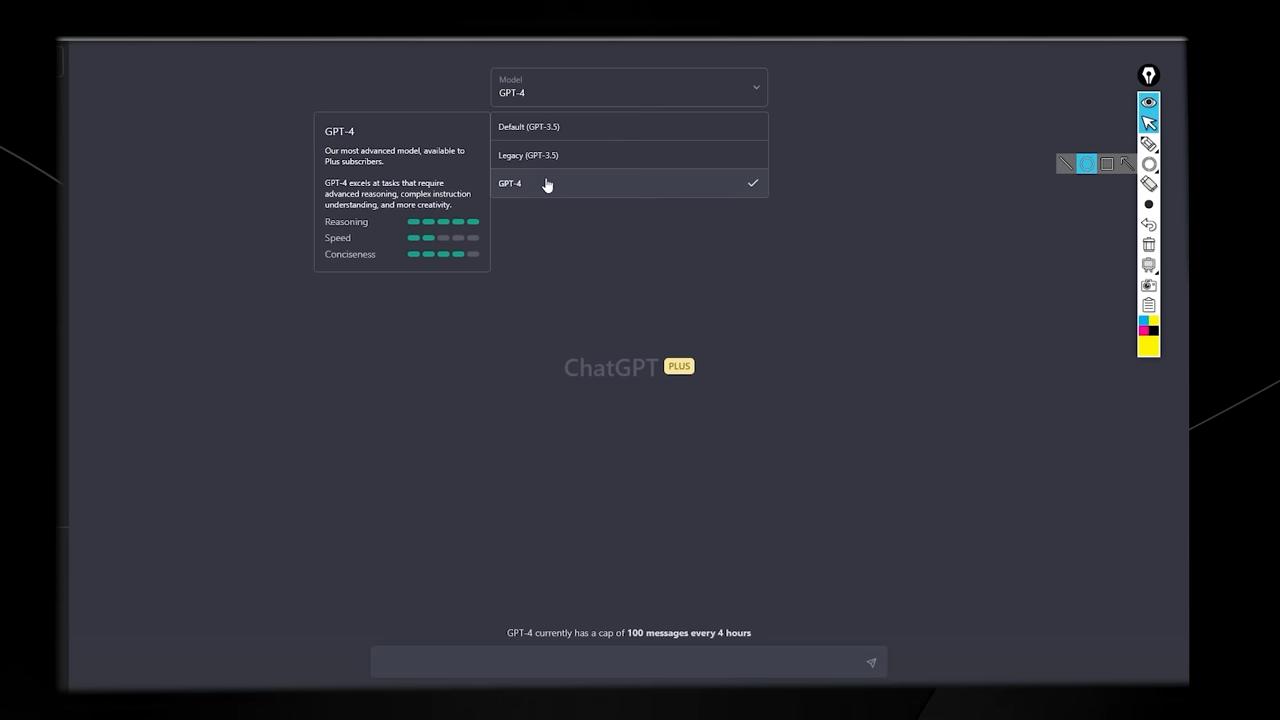 Model
GPT-4
GPT-4
Our most advanced model, available to
Plus subscribers.
GPT-4 excels at tasks that require
advanced reasoning, complex instruction
understanding, and more creativity.
Reasoning
Speed
Conciseness
Default (GPT-3.5)
Legacy (GPT-3.5)
GPT-4
ChatGPT PLUS
GPT-4 currently has a cap of 100 messages every 4 hours